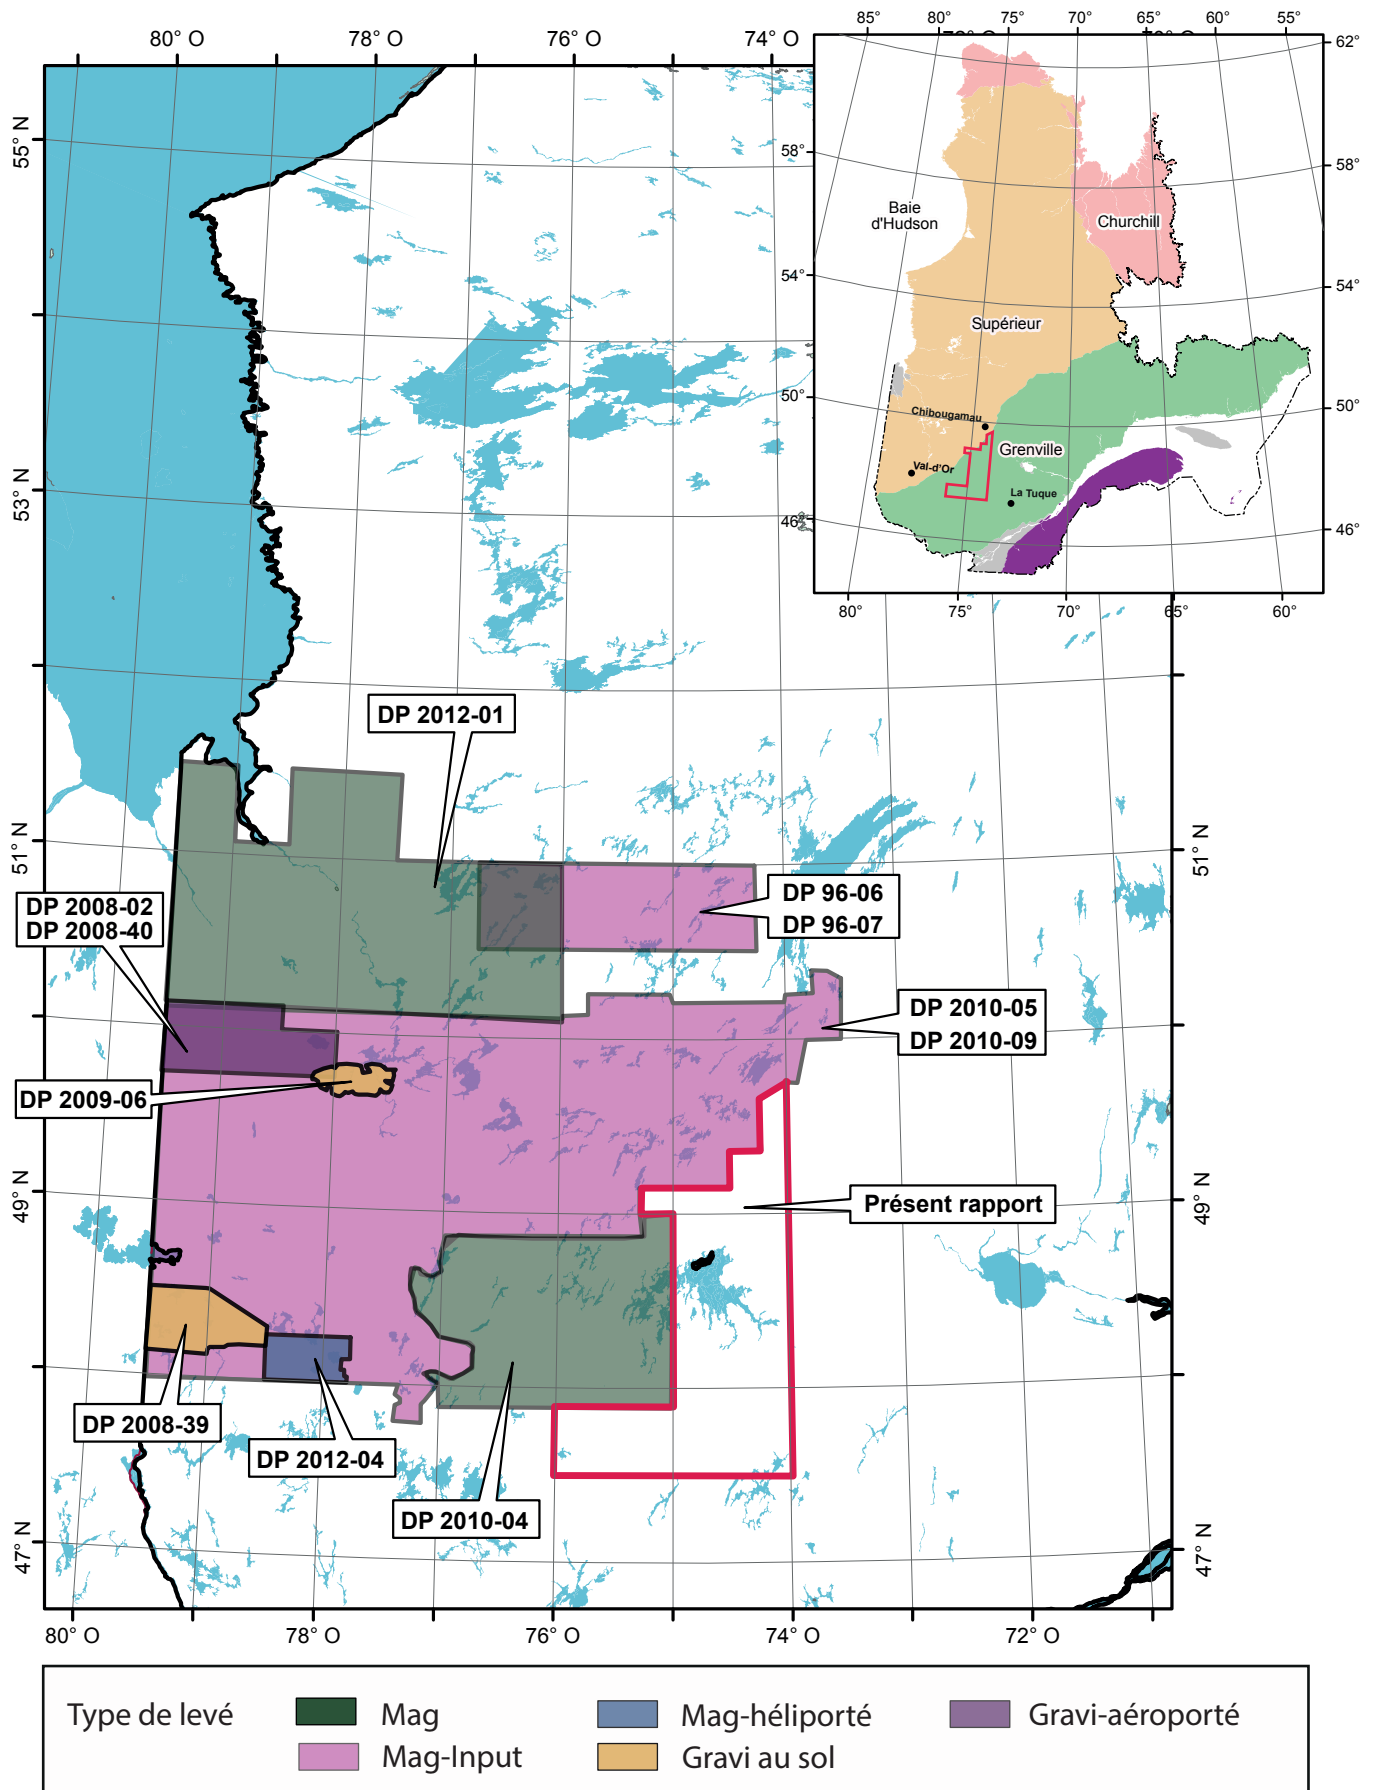 80° O
78° O
76° O
74° O
85°
80°
75°
70°
65°
60°
55°
62°
58°
58°
54°
54°
50°
50°
46°
46°
80°
75°
70°
65°
60°
Baie
d'Hudson
Churchill
Supérieur
Chibougamau
Grenville
Val-d'Or
La Tuque
55° N
53° N
51° N
49° N
47° N
51° N
49° N
47° N
DP 2012-01
DP 2008-02
DP 2008-40
DP 96-06
DP 96-07
DP 2010-05
DP 2010-09
DP 2009-06
Présent rapport
DP 2008-39
DP 2012-04
DP 2010-04
80° O
78° O
76° O
74° O
72° O
Type de levé
Mag
Mag-héliporté
Gravi-aéroporté
Mag-Input
Gravi au sol